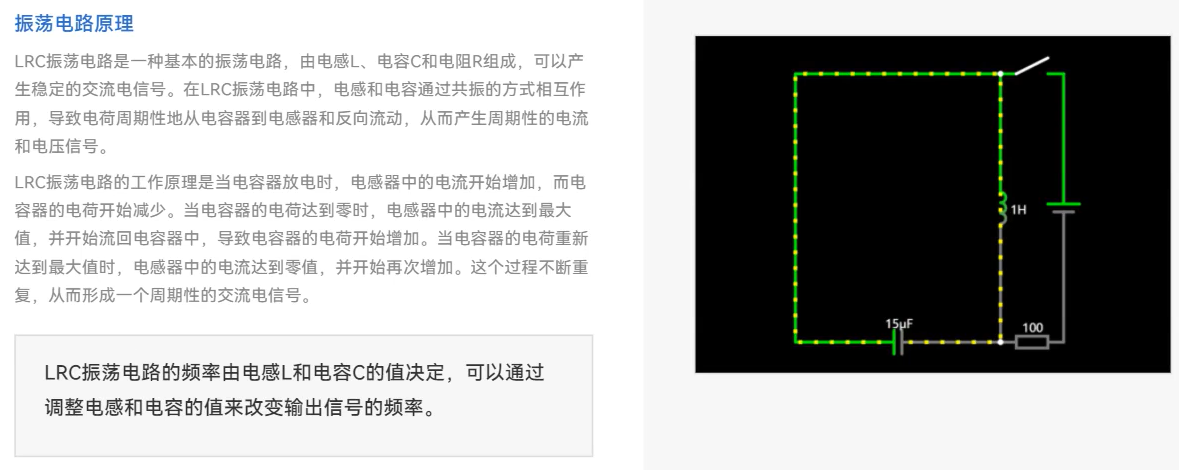 振荡电路原理
LRC振荡电路是一种基本的振荡电路，由电感L、电容C和电阻R组成，可以产
生稳定的交流电信号。在LRC振荡电路中，电感和电容通过共振的方式相互作
用，导致电荷周期性地从电容器到电感器和反向流动，从而产生周期性的电流
和电压信号。
LRC振荡电路的工作原理是当电容器放电时，电感器中的电流开始增加，而电
容器的电荷开始减少。当电容器的电荷达到零时，电感器中的电流达到最大
值，并开始流回电容器中，导致电容器的电荷开始增加。当电容器的电荷重新
达到最大值时，电感器中的电流达到零值，并开始再次增加。这个过程不断重
复，从而形成一个周期性的交流电信号。
LRC振荡电路的频率由电感L和电容C的值决定，可以通过
调整电感和电容的值来改变输出信号的频率。
1H
15μF
100